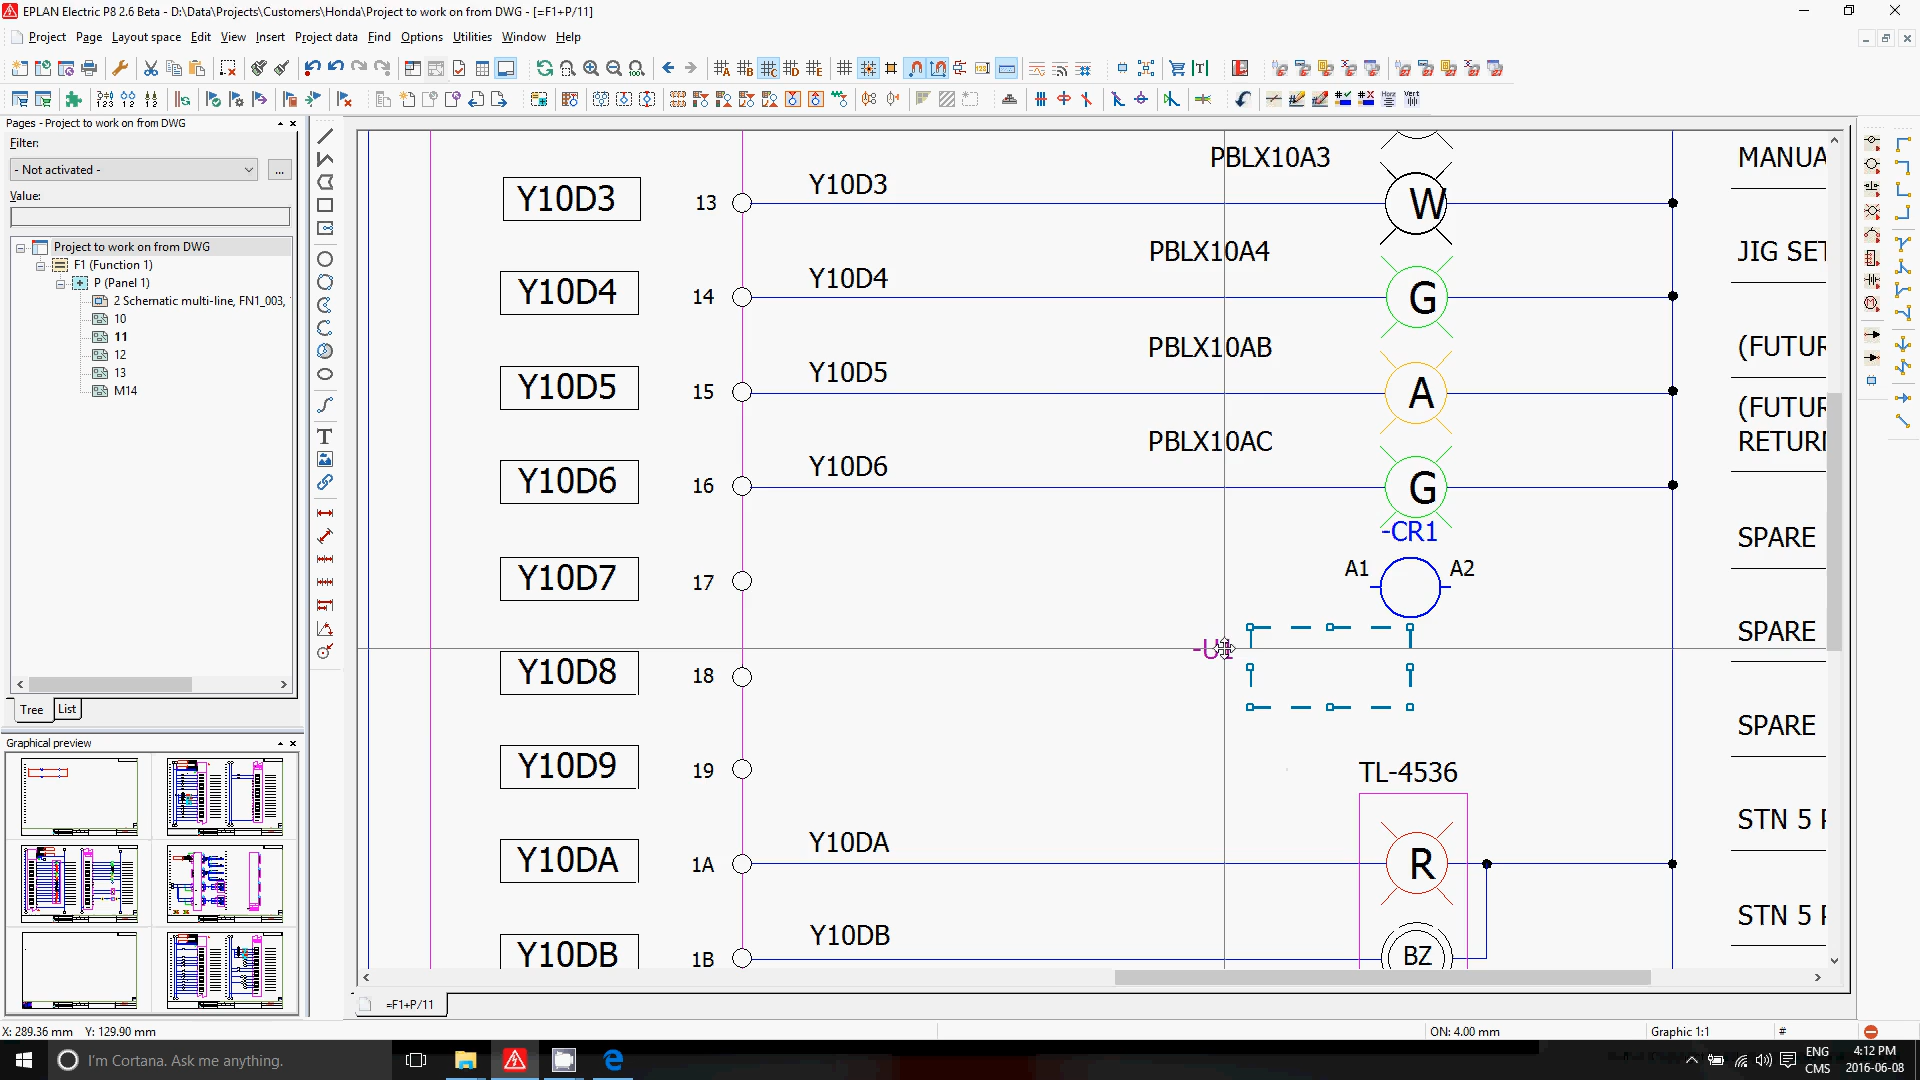 EPLAN Electric P8 2.6 Beta - D:\Data\Projects\Customers\Honda\Project to work on from DWG - [=F1+P/11]
Project Page Layout space Edit View Insert Project data Find Options Utilities Window Help
Pages - Project to work on from DWG
Filter:
- Not activated -
...
Value:
Project to work on from DWG
F1 (Function 1)
P (Panel 1)
2 Schematic multi-line, FN1_003,
10
11
12
13
M14
Tree List
Graphical preview
PBLX10A3
MANUA
Y10D3 13 Y10D3 W
PBLX10A4
JIG SET
Y10D4 14 Y10D4 G
PBLX10AB
(FUTUR
Y10D5 15 Y10D5 A
(FUTUR
PBLX10AC
RETURN
Y10D6 16 Y10D6 G
-CR1
SPARE
A1 A2
Y10D7 17
SPARE
Y10D8 18
SPARE
Y10D9 19
TL-4536
STN 5 P
Y10DA 1A Y10DA R
STN 5 P
Y10DB 1B Y10DB BZ
=F1+P/11
X: 289.36 mm Y: 129.90 mm
ON: 4.00 mm
Graphic 1:1
#
I'm Cortana. Ask me anything.
ENG
CMS
4:12 PM
2016-06-08